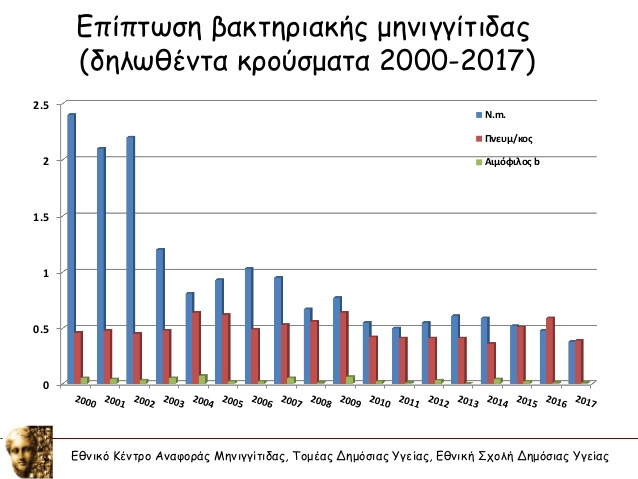 Επίπτωση βακτηριακής μηνιγγίτιδας
(δηλωθέντα κρούσματα 2000-2017)
2.5
2
1.5
1
0.5
0
N.m.
Πνευμ/κος
Αιμόφιλος b
2000 2001 2002 2003 2004 2005 2006 2007 2008 2009 2010 2011 2012 2013 2014 2015 2016 2017
Εθνικό Κέντρο Αναφοράς Μηνιγγίτιδας, Τομέας Δημόσιας Υγείας, Εθνική Σχολή Δημόσιας Υγείας